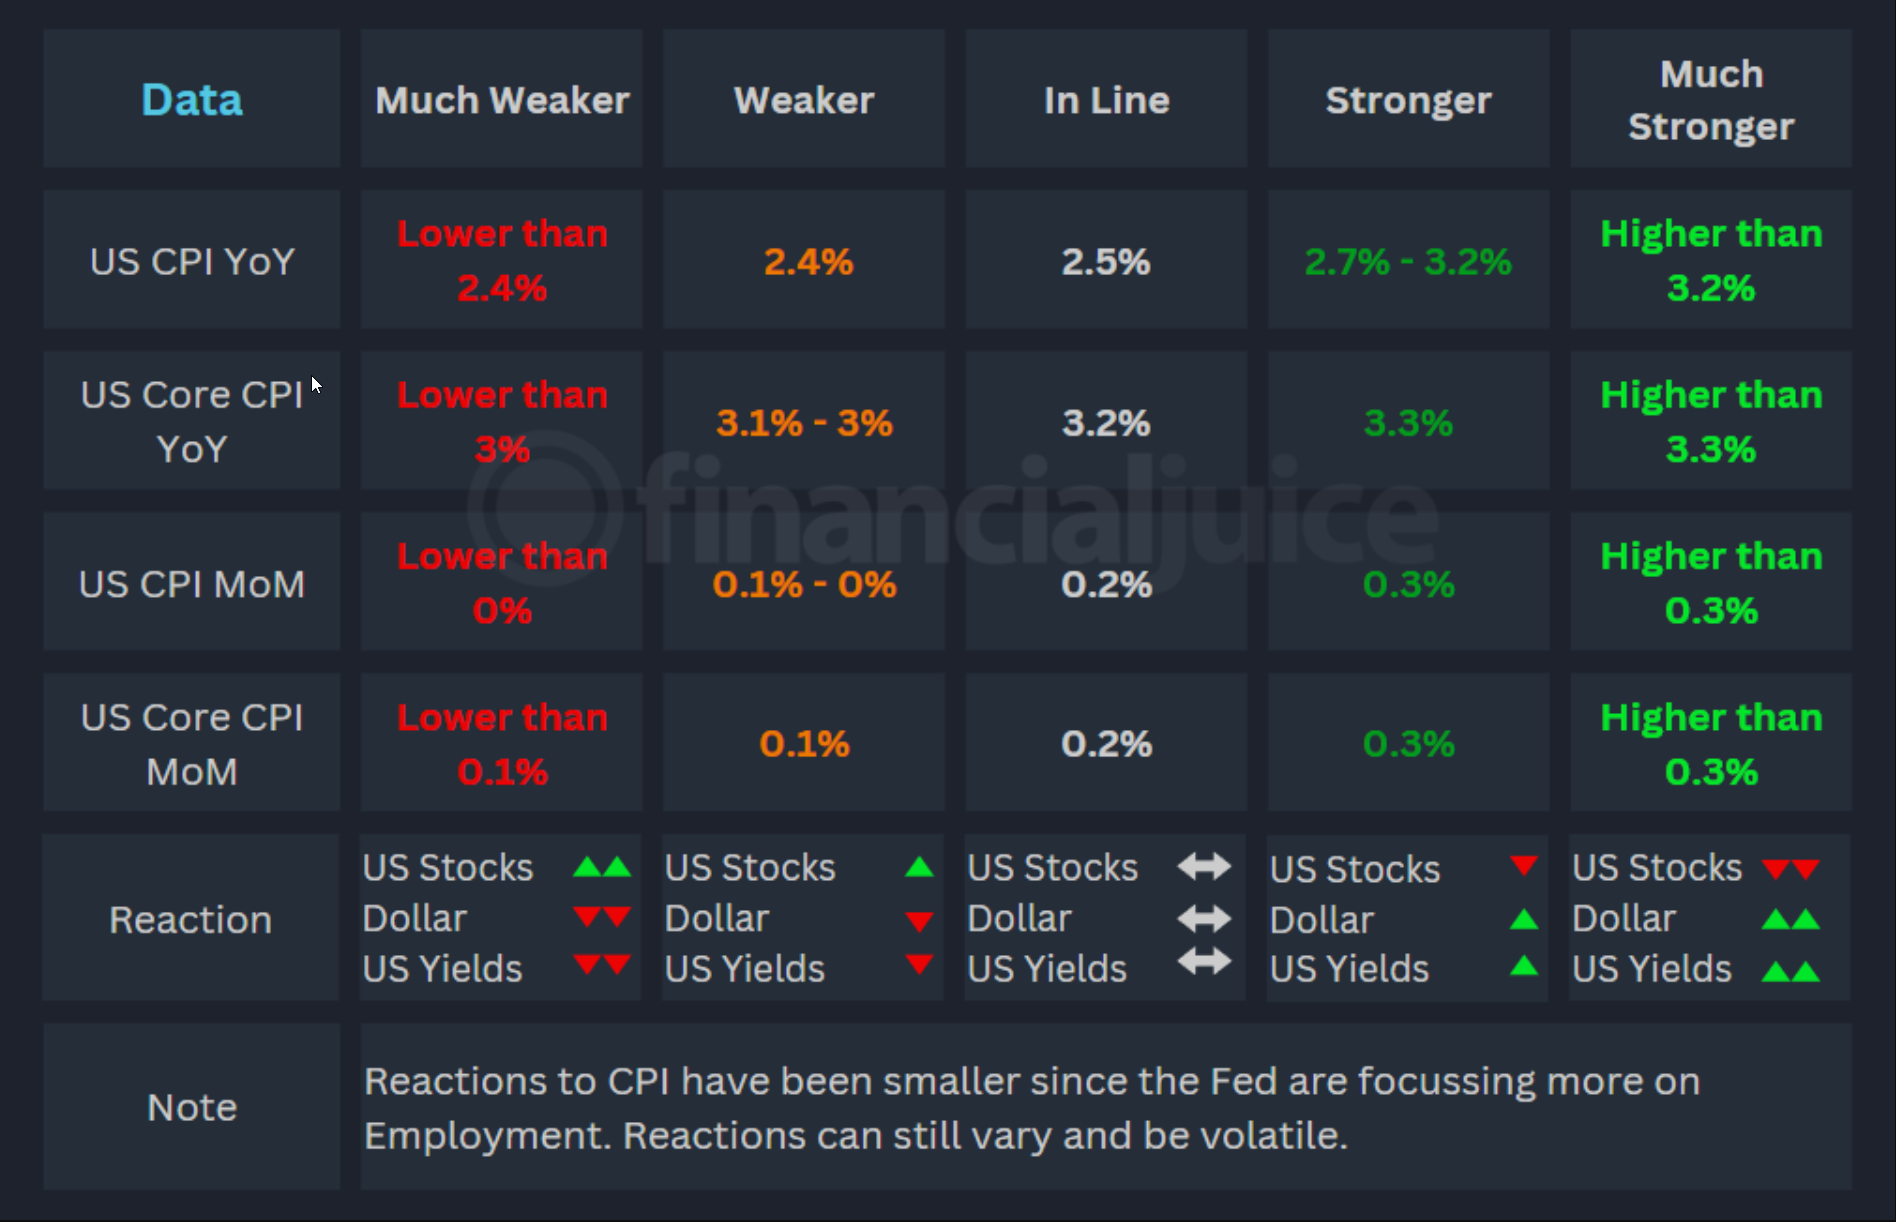 Data
Much Weaker
Weaker
In Line
Stronger
Much
Stronger
US CPI YoY
Lower than
2.4%
2.4%
2.5%
2.7% - 3.2%
Higher than
3.2%
US Core CPI
YoY
Lower than
3%
3.1% - 3%
3.2%
3.3%
Higher than
3.3%
financialjuice
US CPI MoM
Lower than
0%
0.1% - 0%
0.2%
0.3%
Higher than
0.3%
US Core CPI
MoM
Lower than
0.1%
0.1%
0.2%
0.3%
Higher than
0.3%
Reaction
US Stocks
Dollar
US Yields
US Stocks
Dollar
US Yields
US Stocks
Dollar
US Yields
US Stocks
Dollar
US Yields
US Stocks
Dollar
US Yields
Note
Reactions to CPI have been smaller since the Fed are focussing more on
Employment. Reactions can still vary and be volatile.